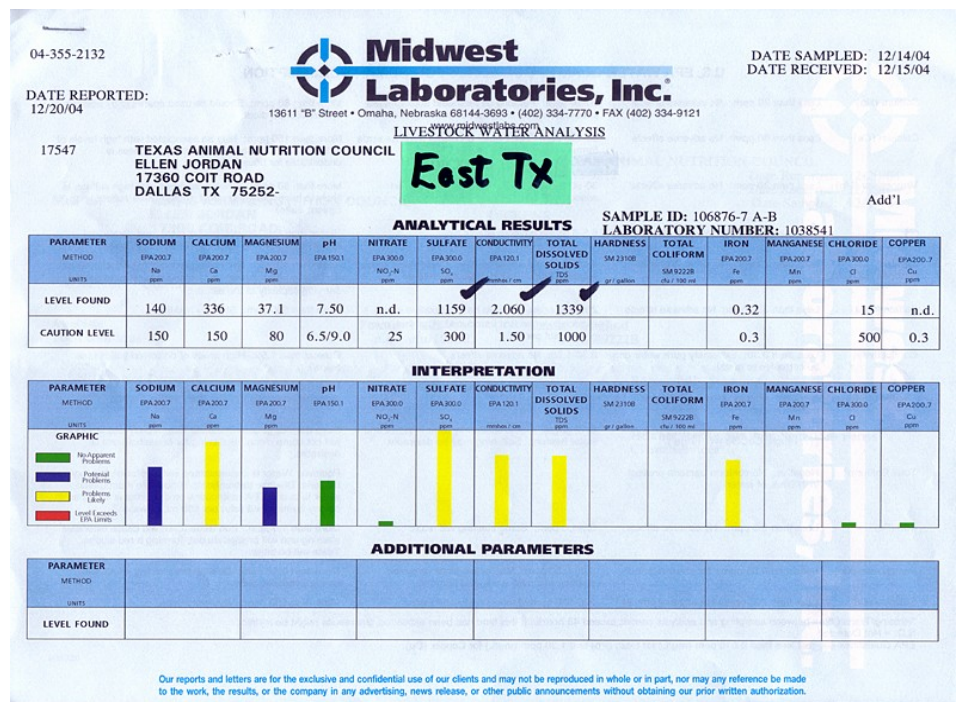 04-355-2132
Midwest
Laboratories, Inc.®
DATE SAMPLED: 12/14/04
DATE RECEIVED: 12/15/04
DATE REPORTED:
12/20/04
13611 "B" Street • Omaha, Nebraska 68144-3693 • (402) 334-7770 • FAX (402) 334-9121
www.midwestlabs.com
LIVESTOCK WATER ANALYSIS
17547
TEXAS ANIMAL NUTRITION COUNCIL
ELLEN JORDAN
17360 COIT ROAD
DALLAS TX 75252-
East Tx
Add'l
SAMPLE ID: 106876-7 A-B
LABORATORY NUMBER: 1038541
ANALYTICAL RESULTS
PARAMETER SODIUM CALCIUM MAGNESIUM pH NITRATE SULFATE CONDUCTIVITY TOTAL DISSOLVED SOLIDS HARDNESS TOTAL COLIFORM IRON MANGANESE CHLORIDE COPPER
METHOD EPA 200.7 EPA 200.7 EPA 200.7 EPA 150.1 EPA 300.0 EPA 300.0 EPA 120.1 SM 2310B SM 9222B EPA 200.7 EPA 200.7 EPA 300.0 EPA 200.7
Na Ca Mg NO3-N SO4 TDS Fe Mn Cl Cu
UNITS ppm ppm ppm ppm ppm mmhos / cm ppm gr / gallon cfu / 100 ml ppm ppm ppm ppm
LEVEL FOUND 140 336 37.1 7.50 n.d. 1159 2.060 1339 0.32 15 n.d.
CAUTION LEVEL 150 150 80 6.5/9.0 25 300 1.50 1000 0.3 500 0.3
INTERPRETATION
PARAMETER SODIUM CALCIUM MAGNESIUM pH NITRATE SULFATE CONDUCTIVITY TOTAL DISSOLVED SOLIDS HARDNESS TOTAL COLIFORM IRON MANGANESE CHLORIDE COPPER
METHOD EPA 200.7 EPA 200.7 EPA 200.7 EPA 150.1 EPA 300.0 EPA 300.0 EPA 120.1 SM 2310B SM 9222B EPA 200.7 EPA 200.7 EPA 300.0 EPA 200.7
Na Ca Mg NO3-N SO4 TDS Fe Mn Cl Cu
UNITS ppm ppm ppm ppm ppm mmhos / cm ppm gr / gallon cfu / 100 ml ppm ppm ppm ppm
GRAPHIC
No Apparent
Problems
Potential
Problems
Problems
Likely
Level Exceeds
EPA Limits
ADDITIONAL PARAMETERS
PARAMETER
METHOD
UNITS
LEVEL FOUND
Our reports and letters are for the exclusive and confidential use of our clients and may not be reproduced in whole or in part, nor may any reference be made
to the work, the results, or the company in any advertising, news release, or other public announcements without obtaining our prior written authorization.